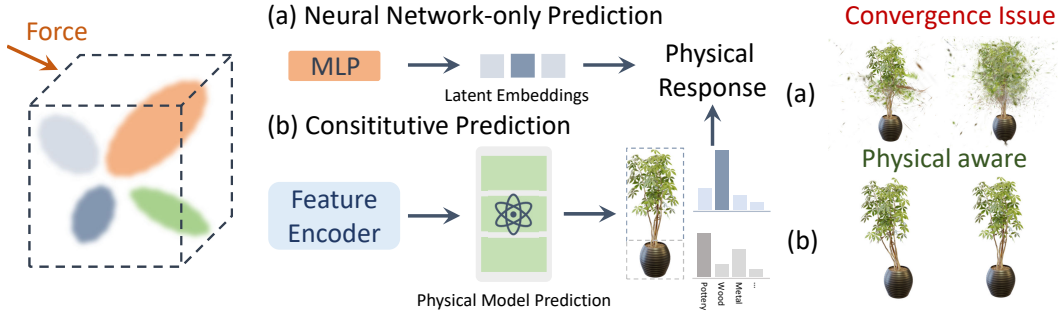 Force
(a) Neural Network-only Prediction
MLP
Latent Embeddings
Physical
Response
(b) Consititutive Prediction
Feature
Encoder
Physical Model Prediction
Pottery
Wood
Metal
...
Convergence Issue
(a)
Physical aware
(b)